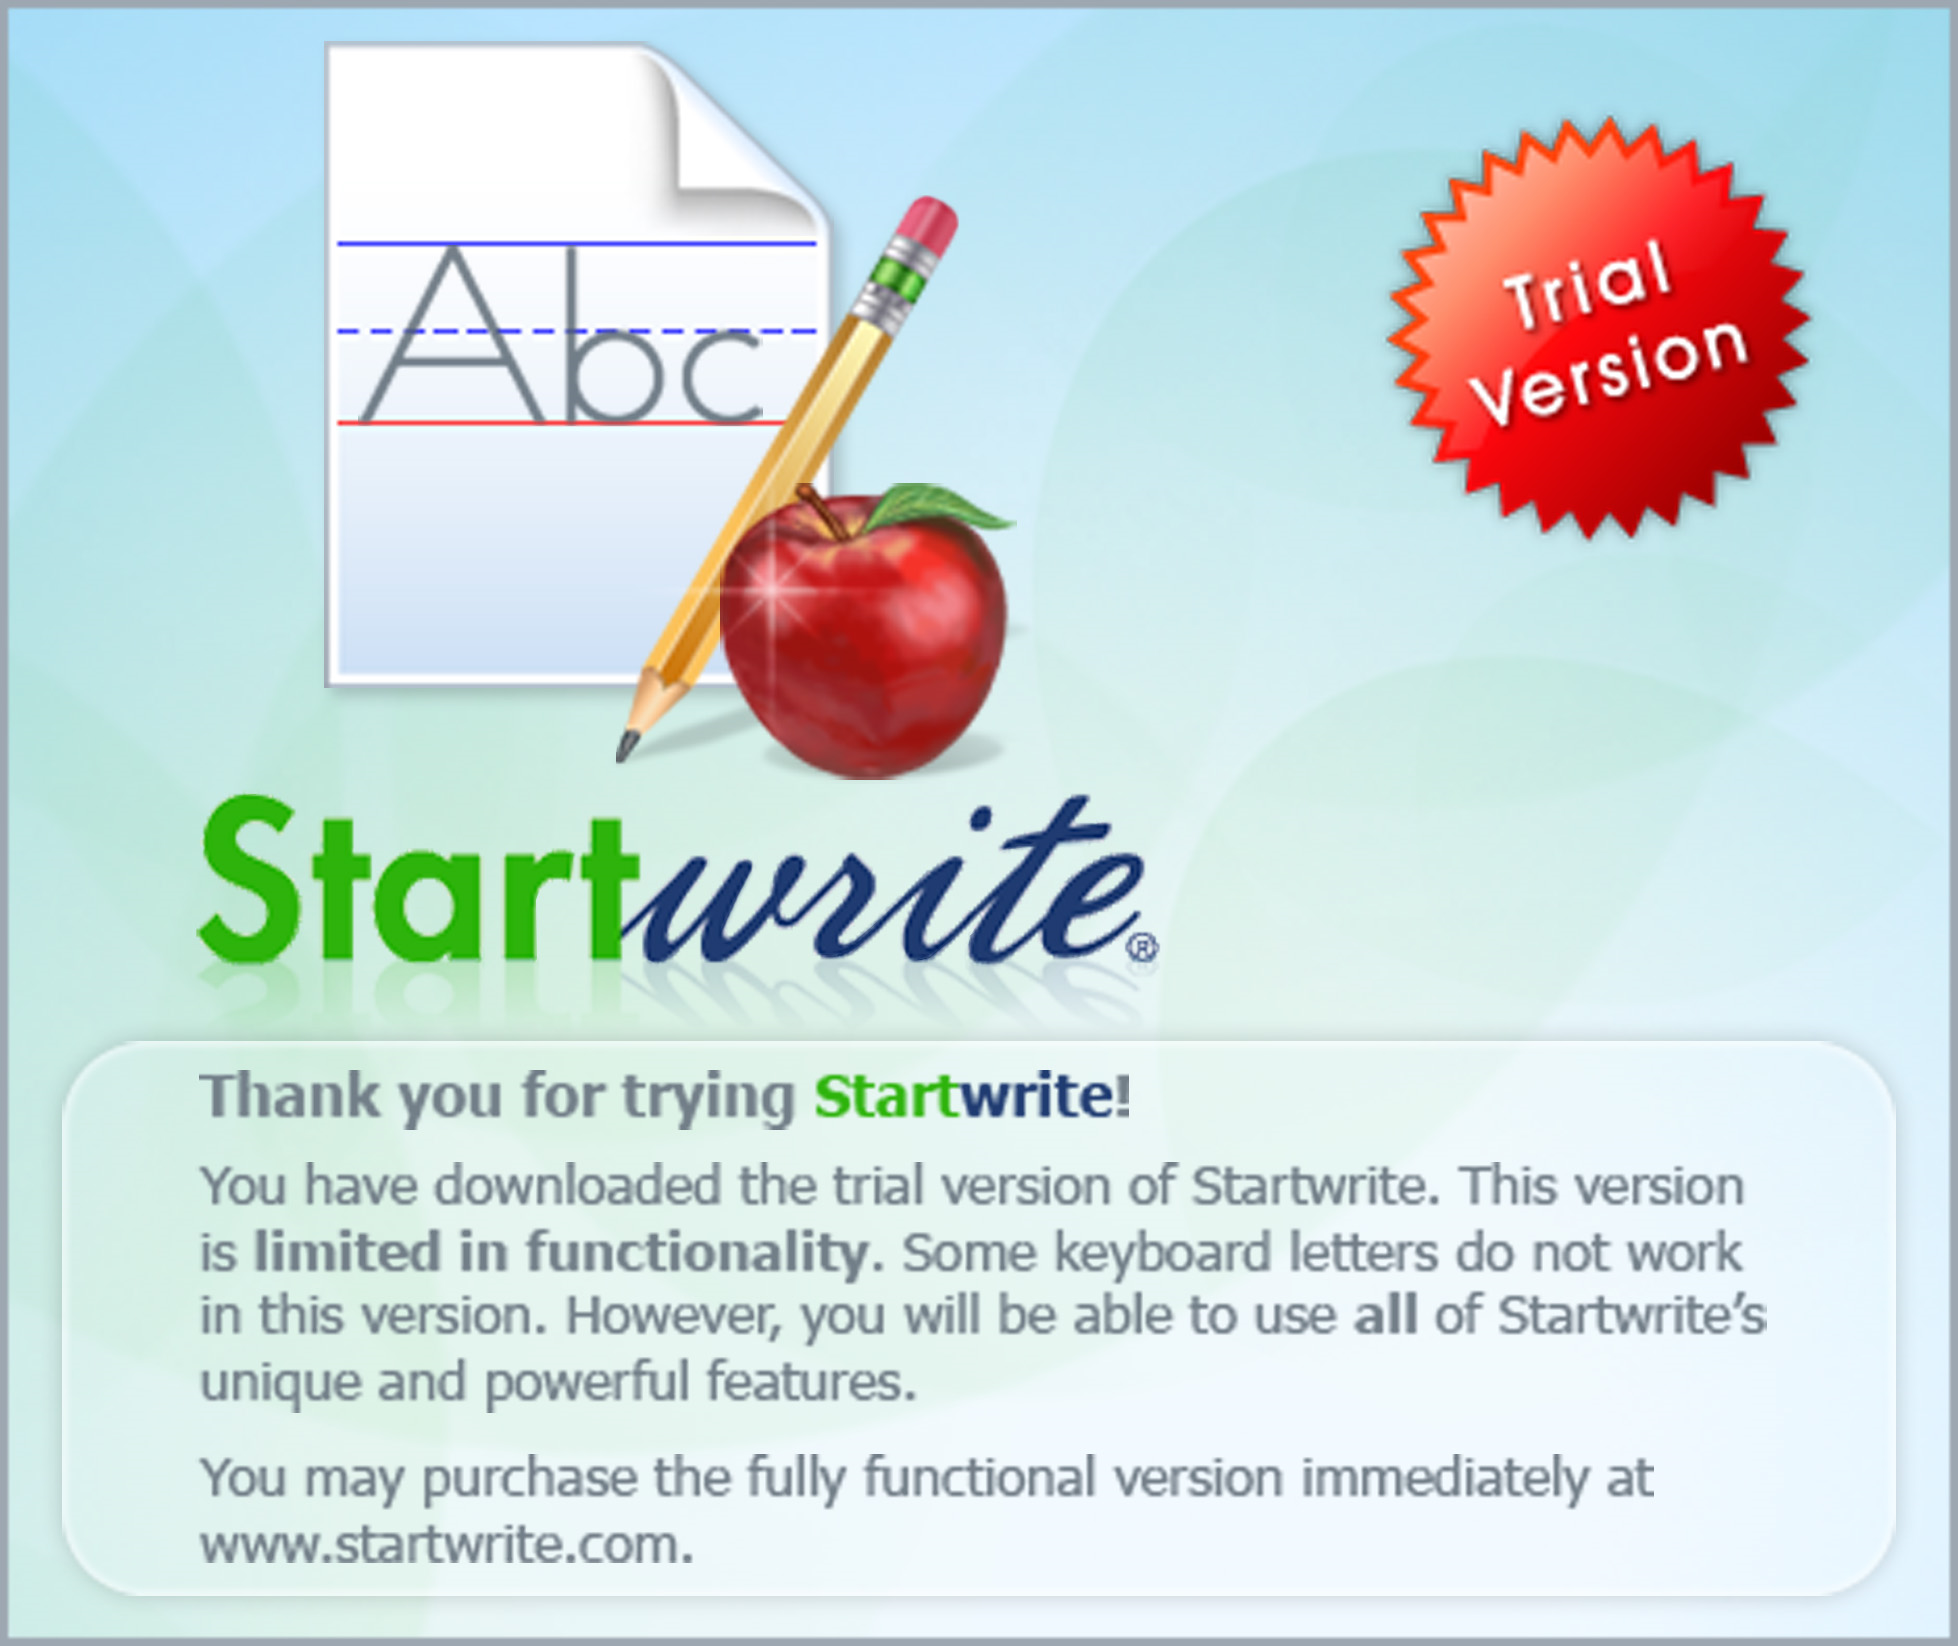 Abc
Trial
Version
Startwrite®
Thank you for trying Startwrite!
You have downloaded the trial version of Startwrite. This version
is limited in functionality. Some keyboard letters do not work
in this version. However, you will be able to use all of Startwrite’s
unique and powerful features.
You may purchase the fully functional version immediately at
www.startwrite.com.